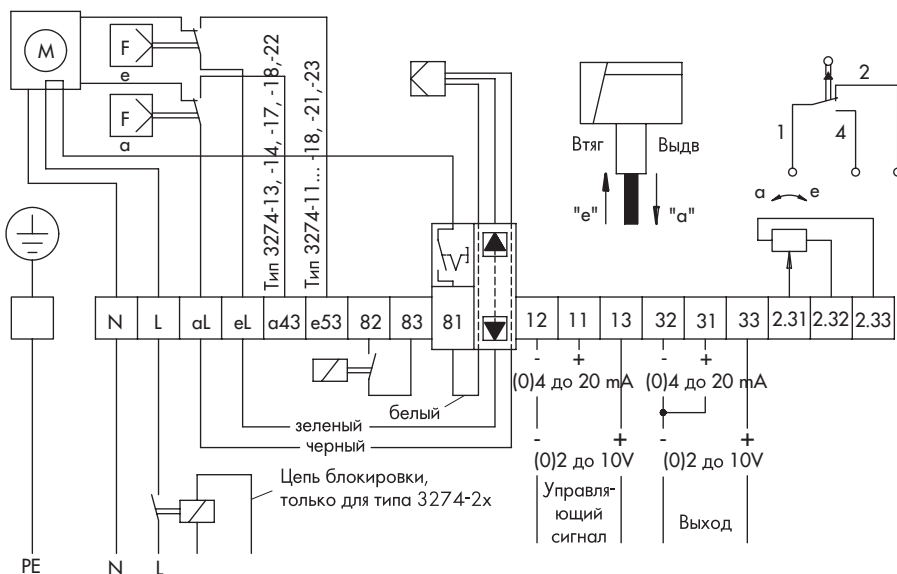 M
F
e
F
a
Тип 3274-13, -14, -17, -18,-22
Тип 3274-11... -18, -21,-23
Втяг
Выдв
"e"
"a"
1
2
4
a
e
N
L
aL
eL
a43
e53
82
83
81
12
11
13
32
31
33
2.31
2.32
2.33
- +
(0)4 до 20 mA
- +
(0)4 до 20 mA
белый
зеленый
черный
- +
(0)2 до 10V
- +
(0)2 до 10V
Цепь блокировки,
только для типа 3274-2x
Управля-
ющий
сигнал
Выход
PE
N
L